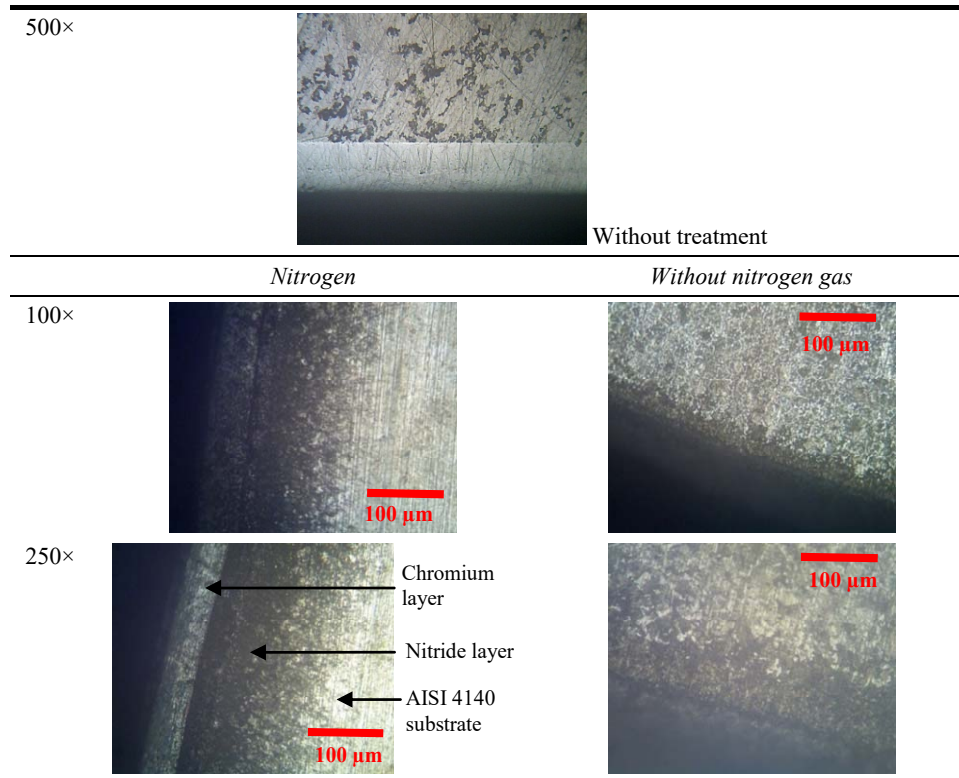 500×
Without treatment
Nitrogen
Without nitrogen gas
100×
100 µm
100 µm
250×
Chromium
layer
Nitride layer
AISI 4140
substrate
100 µm
100 µm